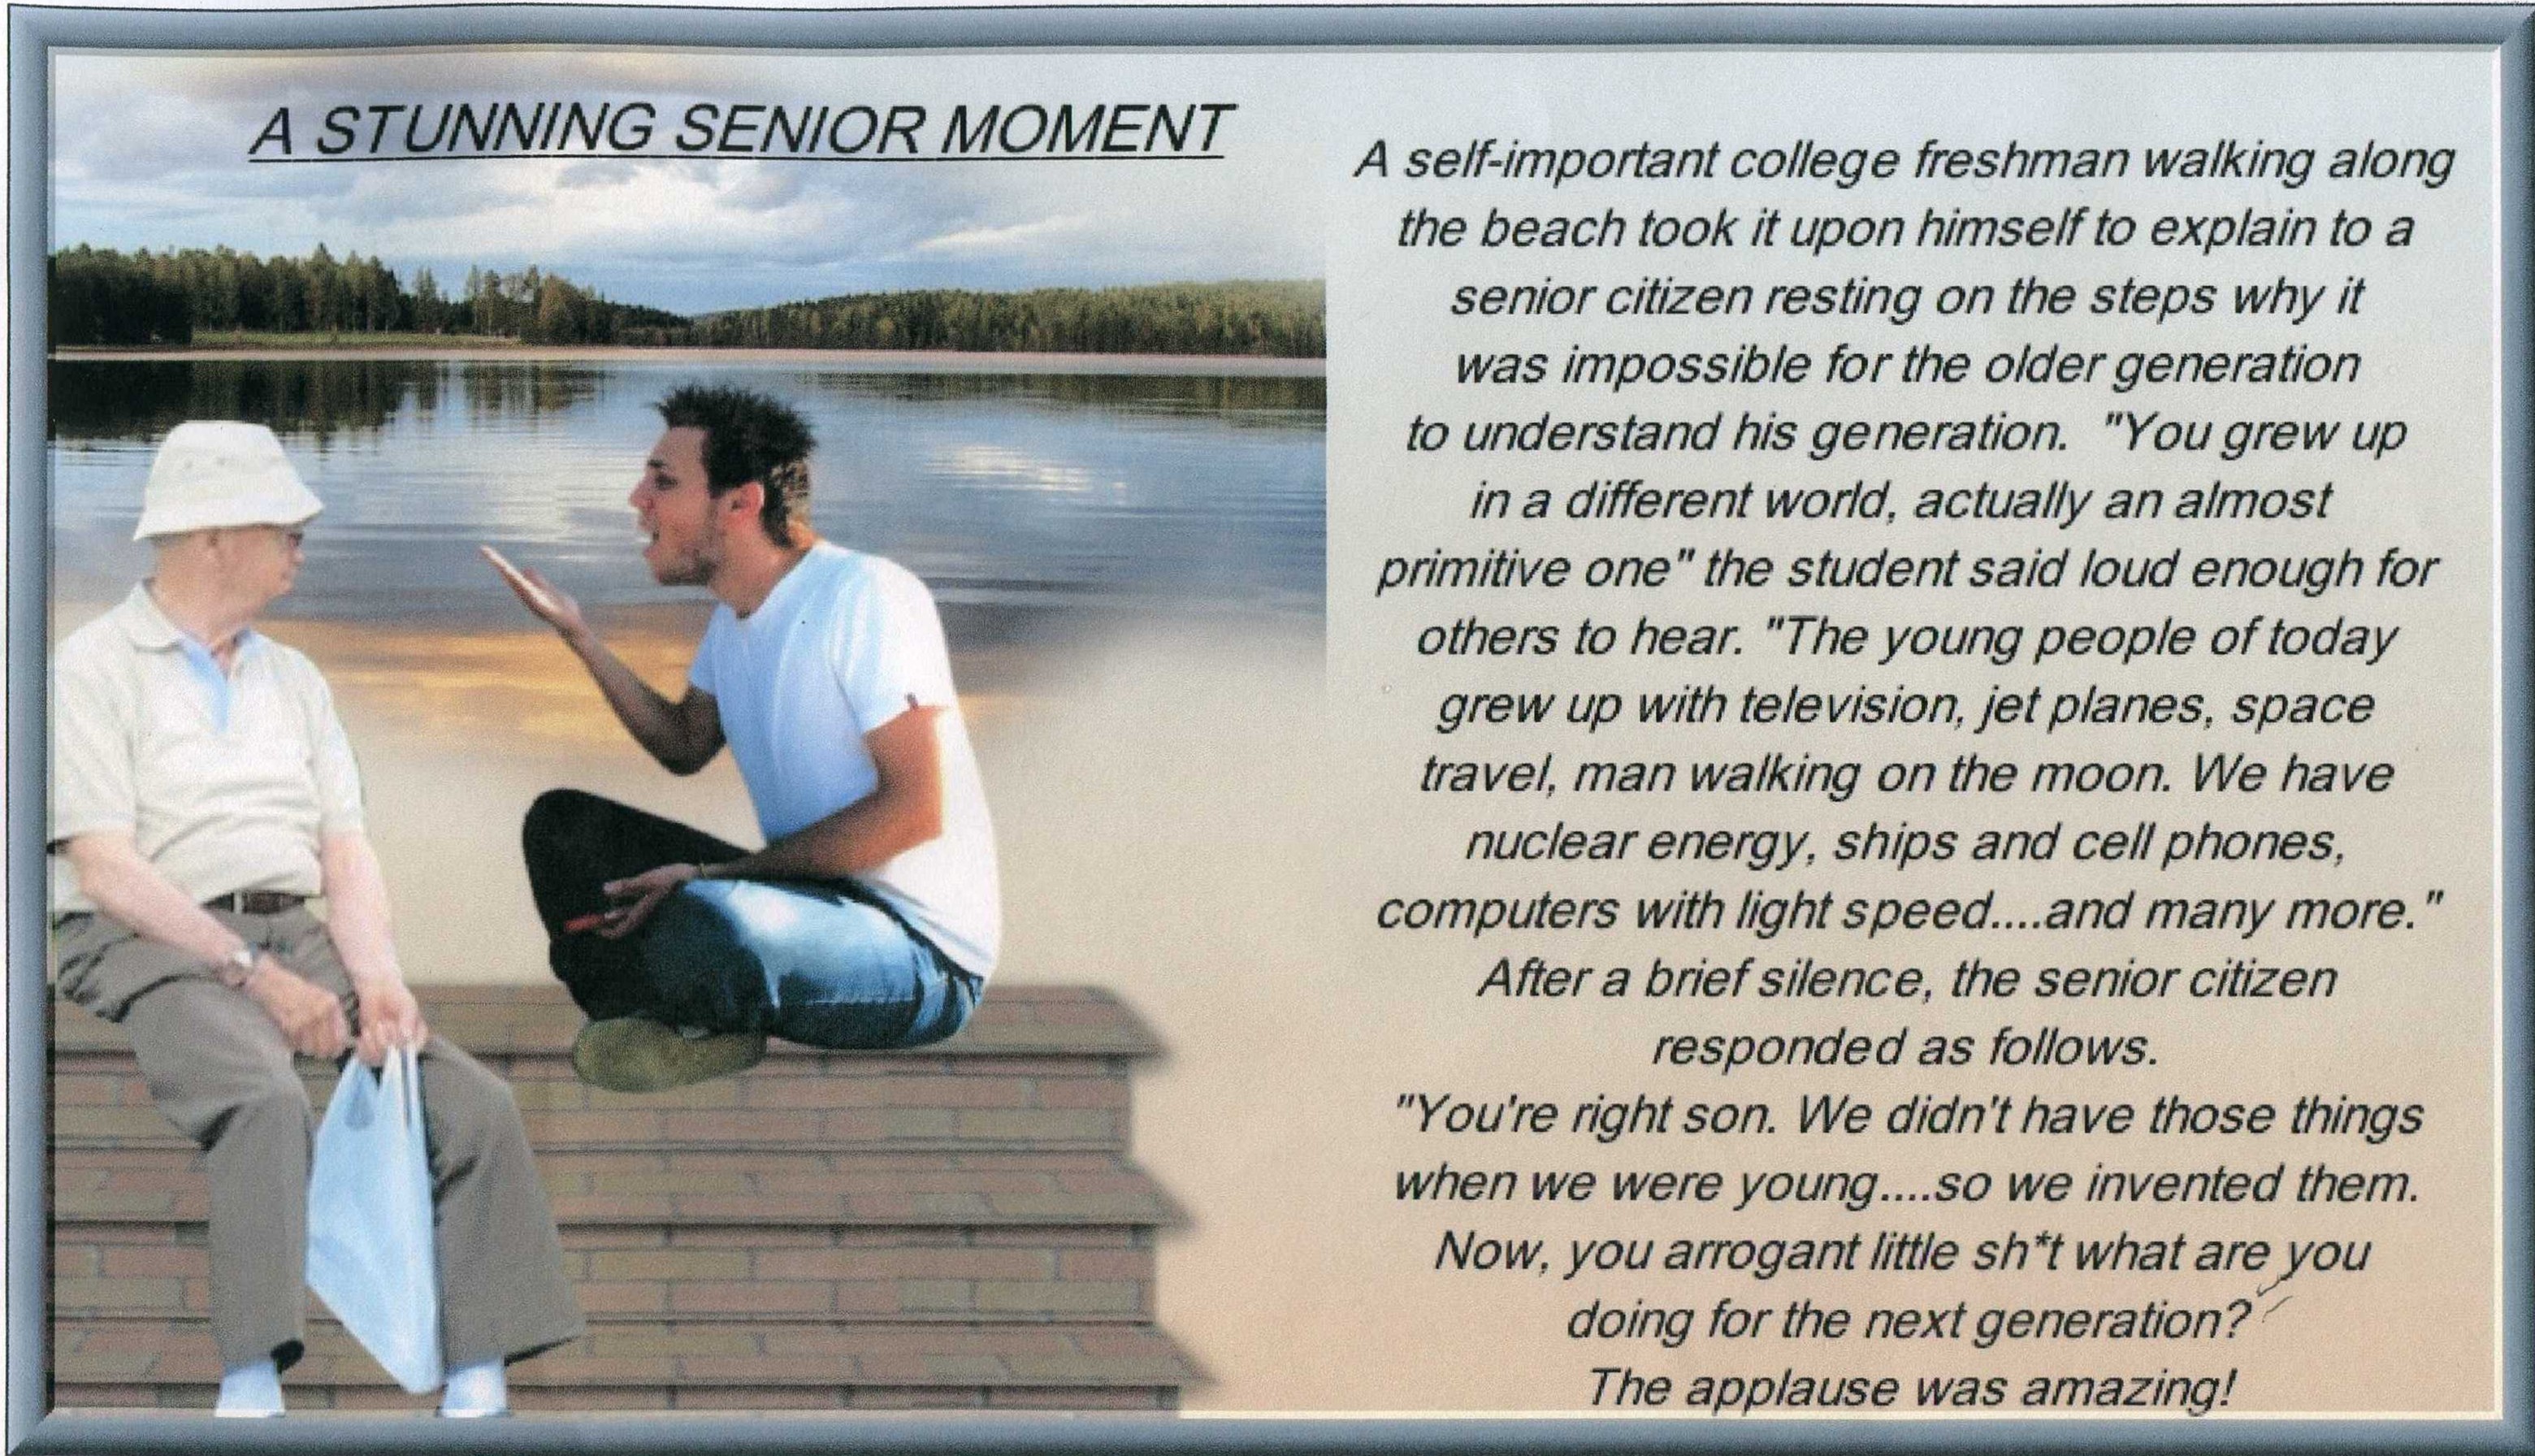 A STUNNING SENIOR MOMENT
A self-important college freshman walking along
the beach took it upon himself to explain to a
senior citizen resting on the steps why it
was impossible for the older generation
to understand his generation.  "You grew up
in a different world, actually an almost
primitive one" the student said loud enough for
others to hear. "The young people of today
grew up with television, jet planes, space
travel, man walking on the moon. We have
nuclear energy, ships and cell phones,
computers with light speed....and many more."
After a brief silence, the senior citizen
responded as follows.
"You're right son. We didn't have those things
when we were young....so we invented them.
Now, you arrogant little sh*t what are you
doing for the next generation?
The applause was amazing!